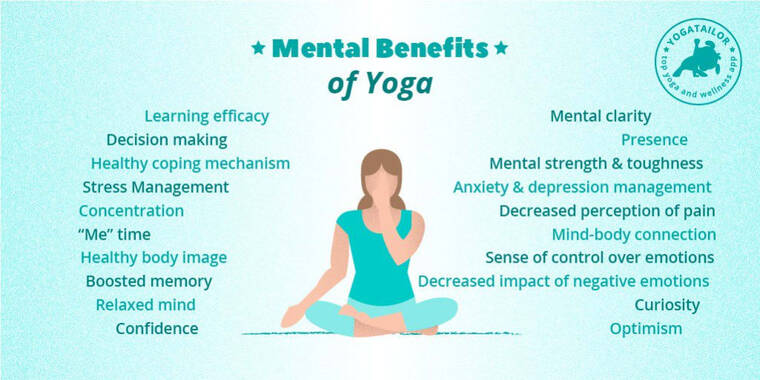 Mental Benefits
of Yoga
YOGATAILOR
top yoga and wellness app
Learning efficacy
Decision making
Healthy coping mechanism
Stress Management
Concentration
“Me” time
Healthy body image
Boosted memory
Relaxed mind
Confidence
Mental clarity
Presence
Mental strength & toughness
Anxiety & depression management
Decreased perception of pain
Mind-body connection
Sense of control over emotions
Decreased impact of negative emotions
Curiosity
Optimism